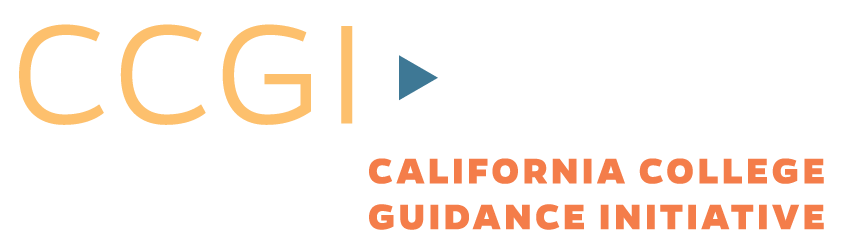 CCGI
CALIFORNIA COLLEGE
GUIDANCE INITIATIVE